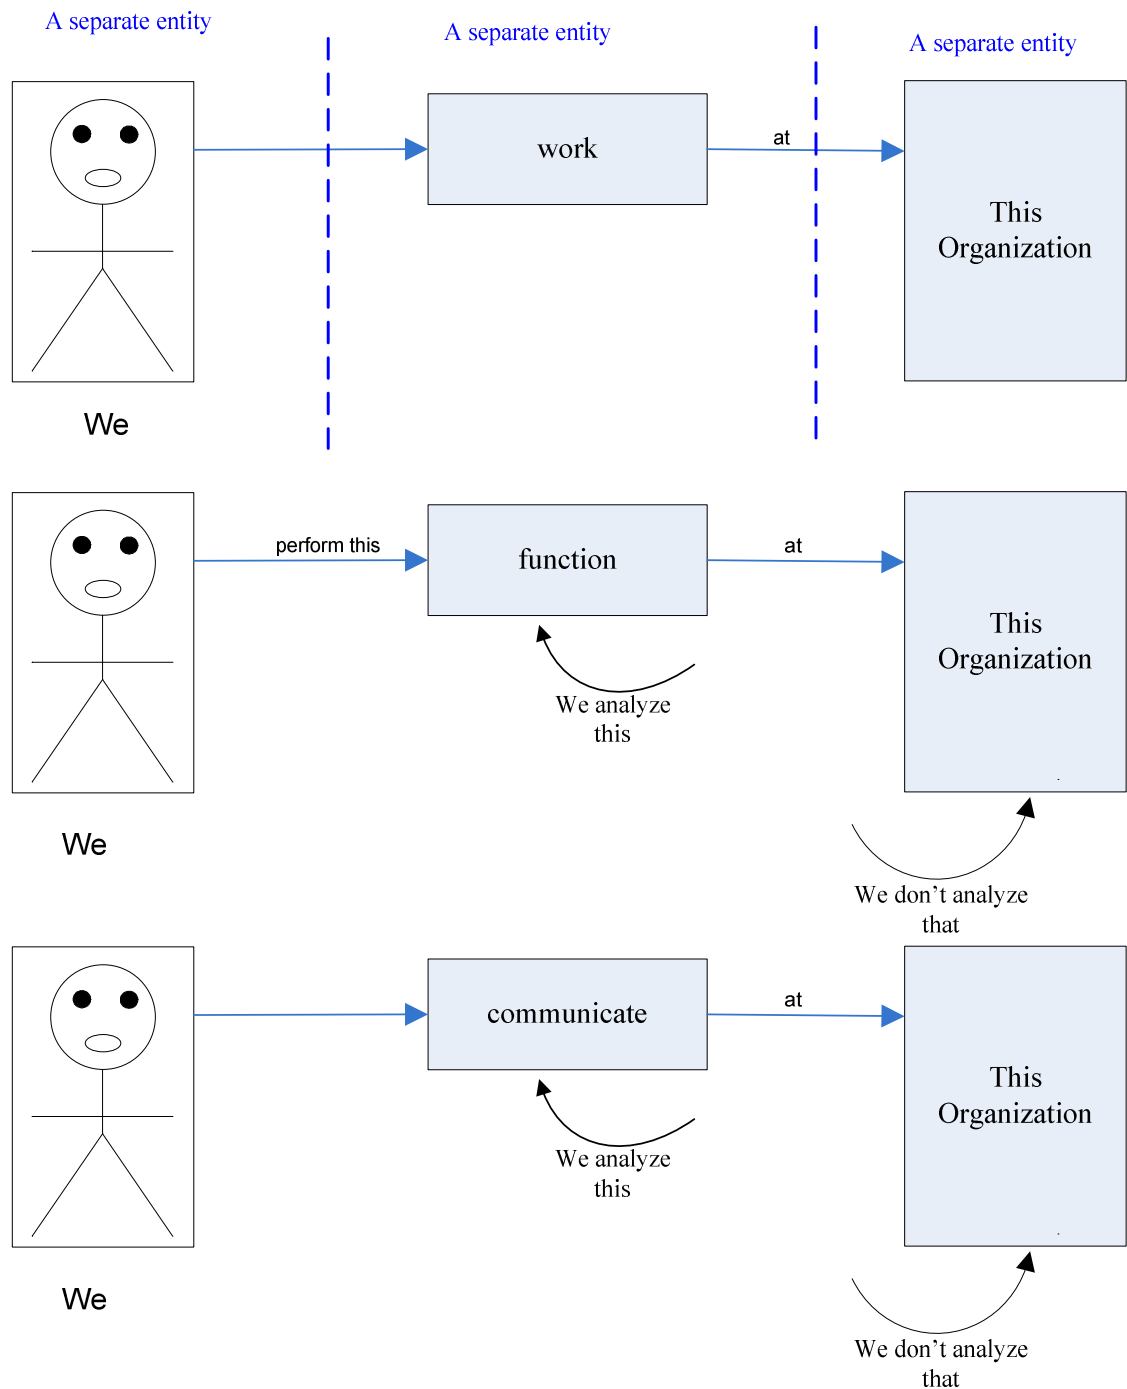 A separate entity
A separate entity
A separate entity
work
at
This
Organization
We
perform this
function
at
This
Organization
We analyze
this
We
We don’t analyze
that
communicate
at
This
Organization
We analyze
this
We
We don’t analyze
that